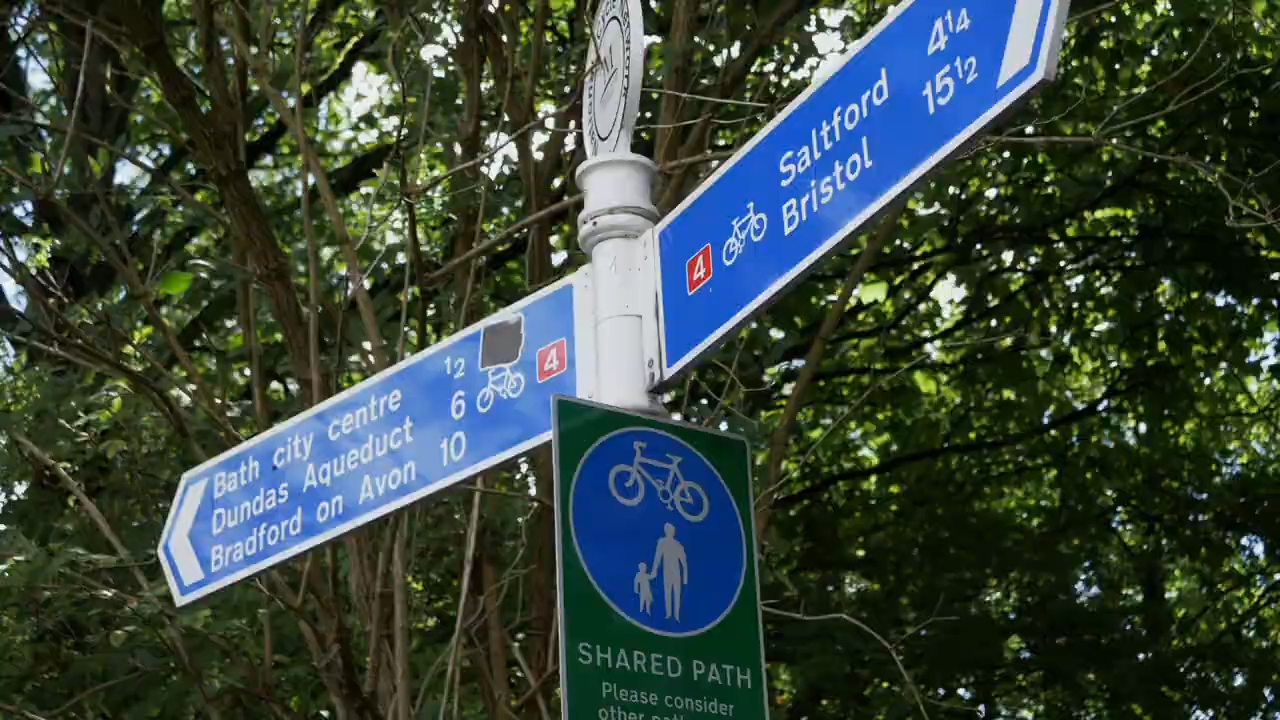 Bath city centre ½
Dundas Aqueduct 6
Bradford on Avon 10
4
4
Saltford 4¼
Bristol 15½
SHARED PATH
Please consider
other